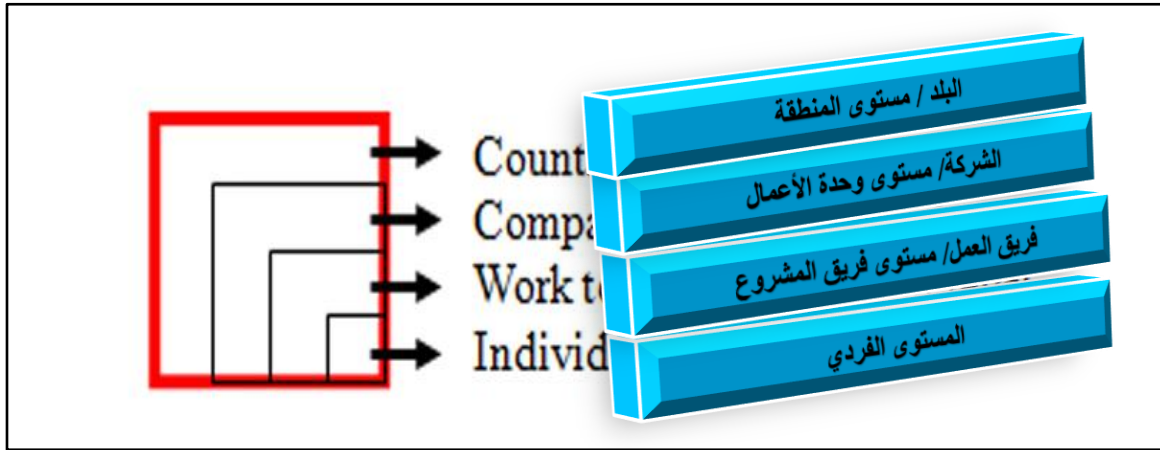 البلد / مستوى المنطقة
الشركة/ مستوى وحدة الأعمال
فريق العمل/ مستوى فريق المشروع
المستوى الفردي
Count
Compa
Work t
Individ